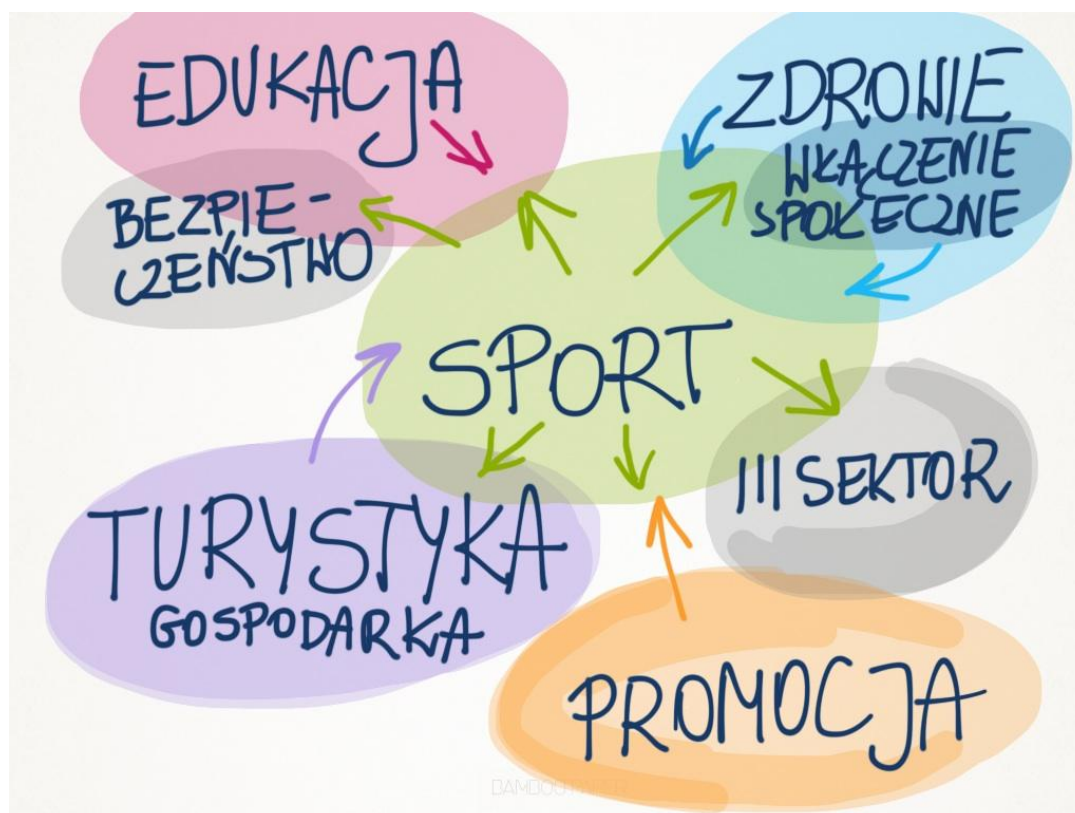 EDUKACJA
ZDROWIE
WŁĄCZENIE
SPOŁECZNE
BEZPIE-
CZEŃSTWO
SPORT
III SEKTOR
TURYSTYKA
GOSPODARKA
PROMOCJA